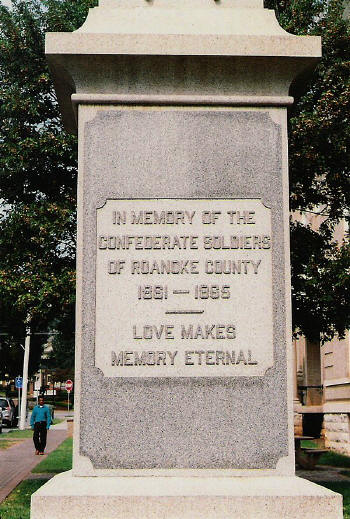 IN MEMORY OF THE
CONFEDERATE SOLDIERS
OF ROANOKE COUNTY
1861 — 1865
LOVE MAKES
MEMORY ETERNAL